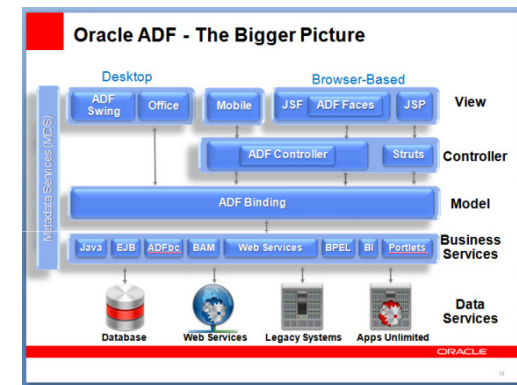 Oracle ADF - The Bigger Picture
Desktop
Browser-Based
ADF Swing
Office
Mobile
JSF
ADF Faces
JSP
View
ADF Controller
Struts
Controller
Metadata Services (MDS)
ADF Binding
Model
Java
EJB
ADFbc
BAM
Web Services
BPEL
BI
Portlets
Business
Services
Data
Services
Database
Web Services
Legacy Systems
Apps Unlimited
ORACLE